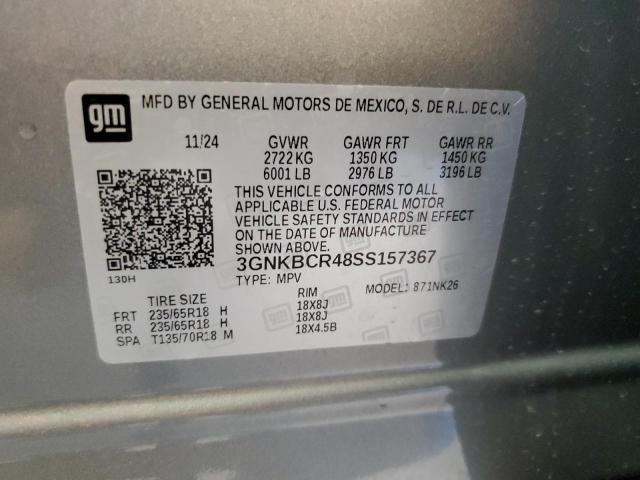 gm MFD BY GENERAL MOTORS DE MEXICO, S. DE R.L. DE C.V.
11/24 GVWR GAWR FRT GAWR RR
2722 KG 1350 KG 1450 KG
6001 LB 2976 LB 3196 LB
THIS VEHICLE CONFORMS TO ALL
APPLICABLE U.S. FEDERAL MOTOR
VEHICLE SAFETY STANDARDS IN EFFECT
ON THE DATE OF MANUFACTURE
SHOWN ABOVE.
3GNKBCR48SS157367
130H TYPE: MPV MODEL: 871NK26
TIRE SIZE RIM
FRT 235/65R18 H 18X8J
RR 235/65R18 H 18X8J
SPA T135/70R18 M 18X4.5B